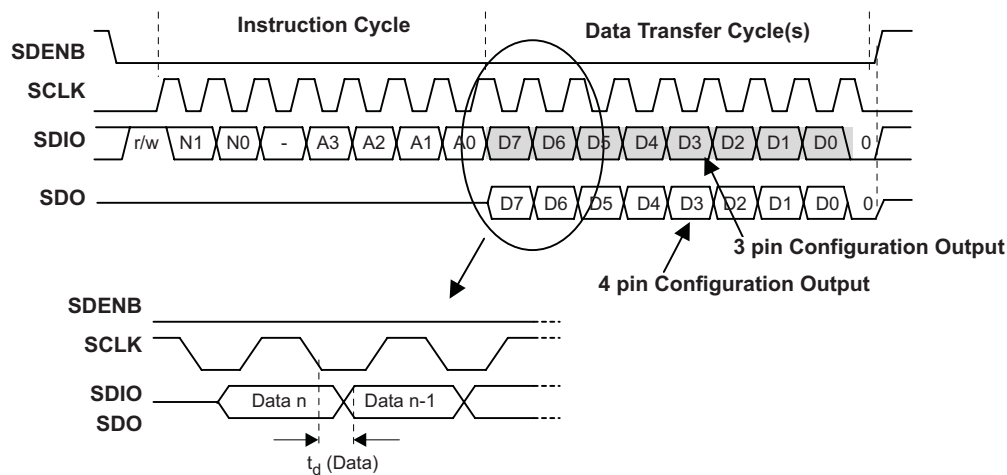 Instruction Cycle
Data Transfer Cycle(s)
SDENB
SCLK
SDIO
r/w N1 N0 - A3 A2 A1 A0 D7 D6 D5 D4 D3 D2 D1 D0 0
SDO
D7 D6 D5 D4 D3 D2 D1 D0 0
3 pin Configuration Output
4 pin Configuration Output
SDENB
SCLK
SDIO
SDO
Data n Data n-1
td (Data)